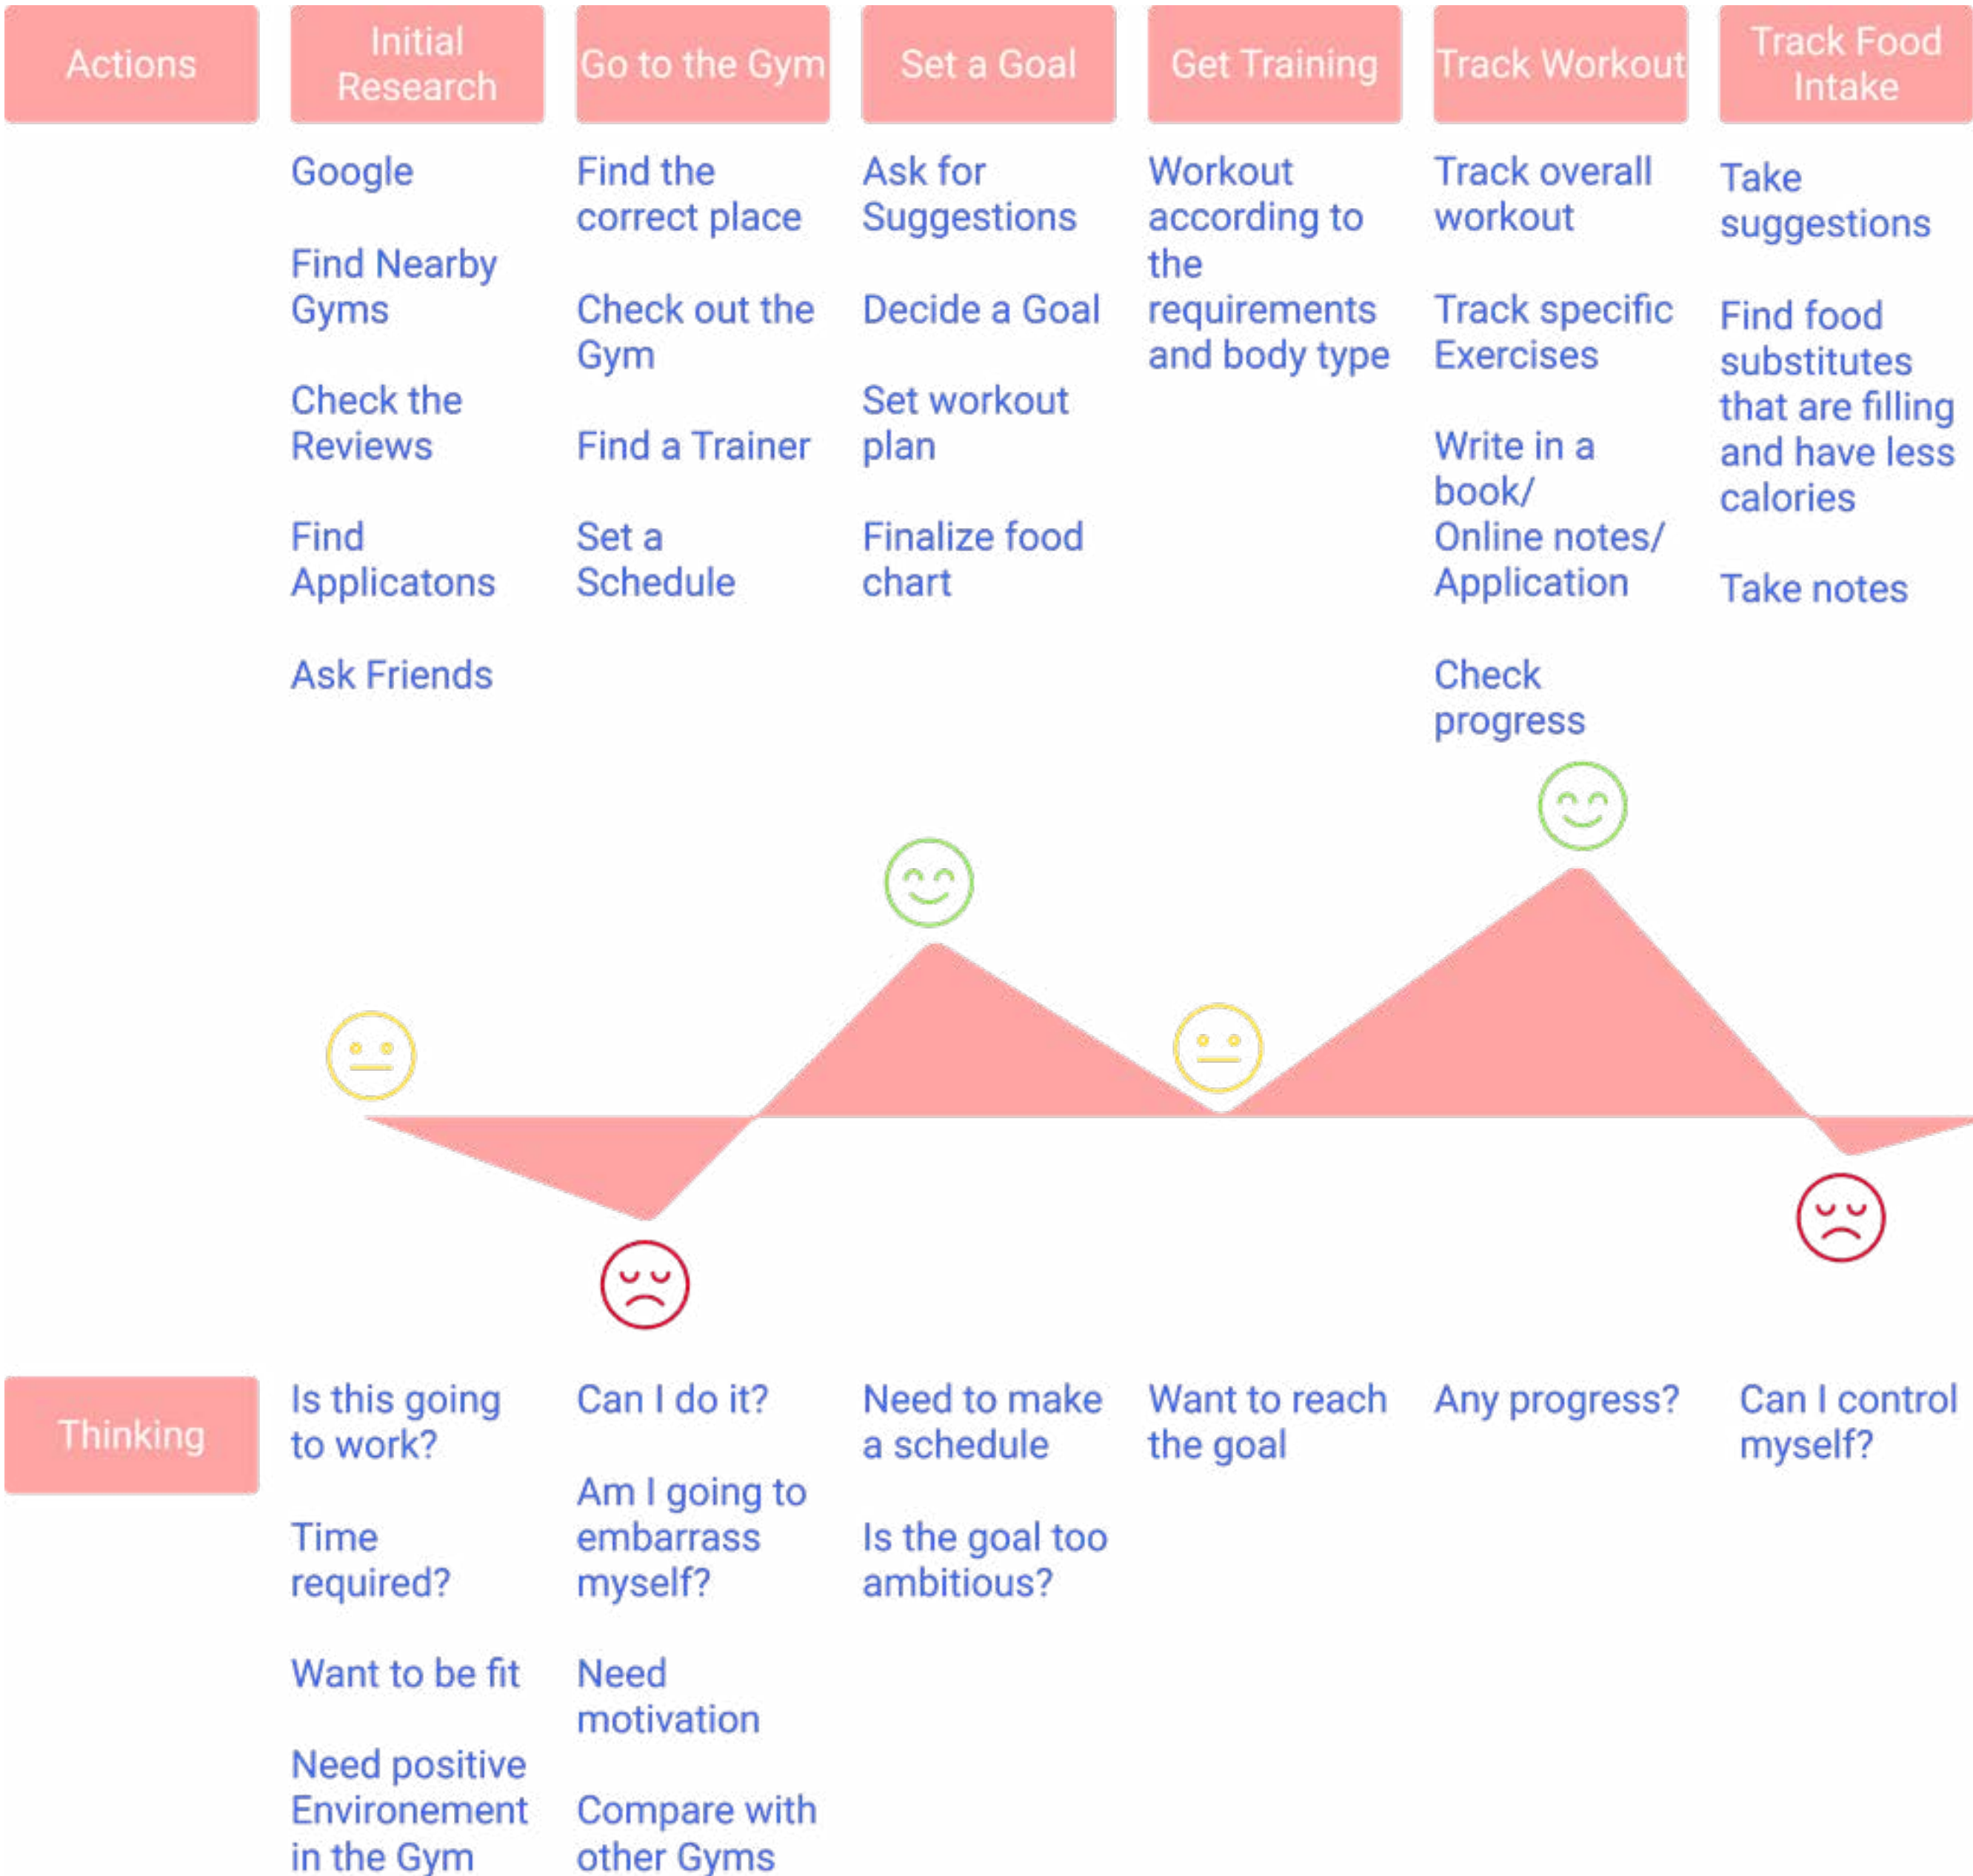 Actions
Initial
Research
Go to the Gym
Set a Goal
Get Training
Track Workout
Track Food
Intake
Google
Find Nearby
Gyms
Check the
Reviews
Find
Applicatons
Ask Friends
Find the
correct place
Check out the
Gym
Find a Trainer
Set a
Schedule
Ask for
Suggestions
Decide a Goal
Set workout
plan
Finalize food
chart
Workout
according to
the
requirements
and body type
Track overall
workout
Track specific
Exercises
Write in a
book/
Online notes/
Application
Check
progress
Take
suggestions
Find food
substitutes
that are filling
and have less
calories
Take notes
Thinking
Is this going
to work?
Time
required?
Want to be fit
Need positive
Environement
in the Gym
Can I do it?
Am I going to
embarrass
myself?
Need
motivation
Compare with
other Gyms
Need to make
a schedule
Is the goal too
ambitious?
Want to reach
the goal
Any progress?
Can I control
myself?